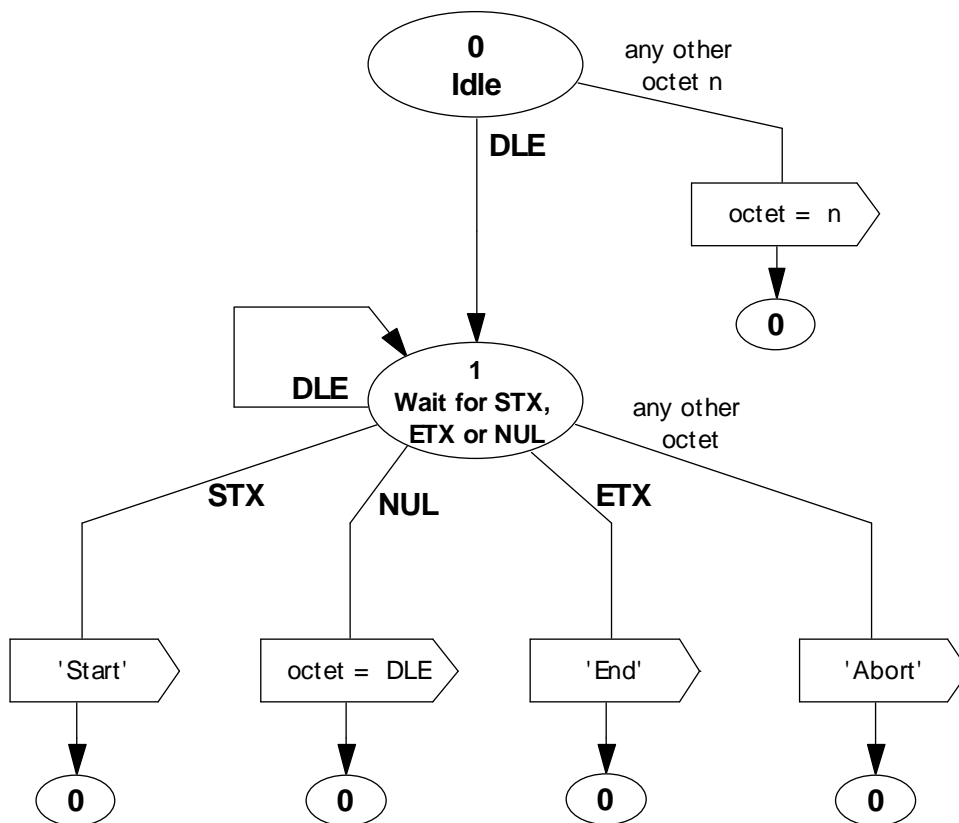 0
Idle
any other
octet n
DLE
octet = n
0
DLE
1
Wait for STX,
ETX or NUL
any other
octet
STX
NUL
ETX
'Start'
octet = DLE
'End'
'Abort'
0
0
0
0